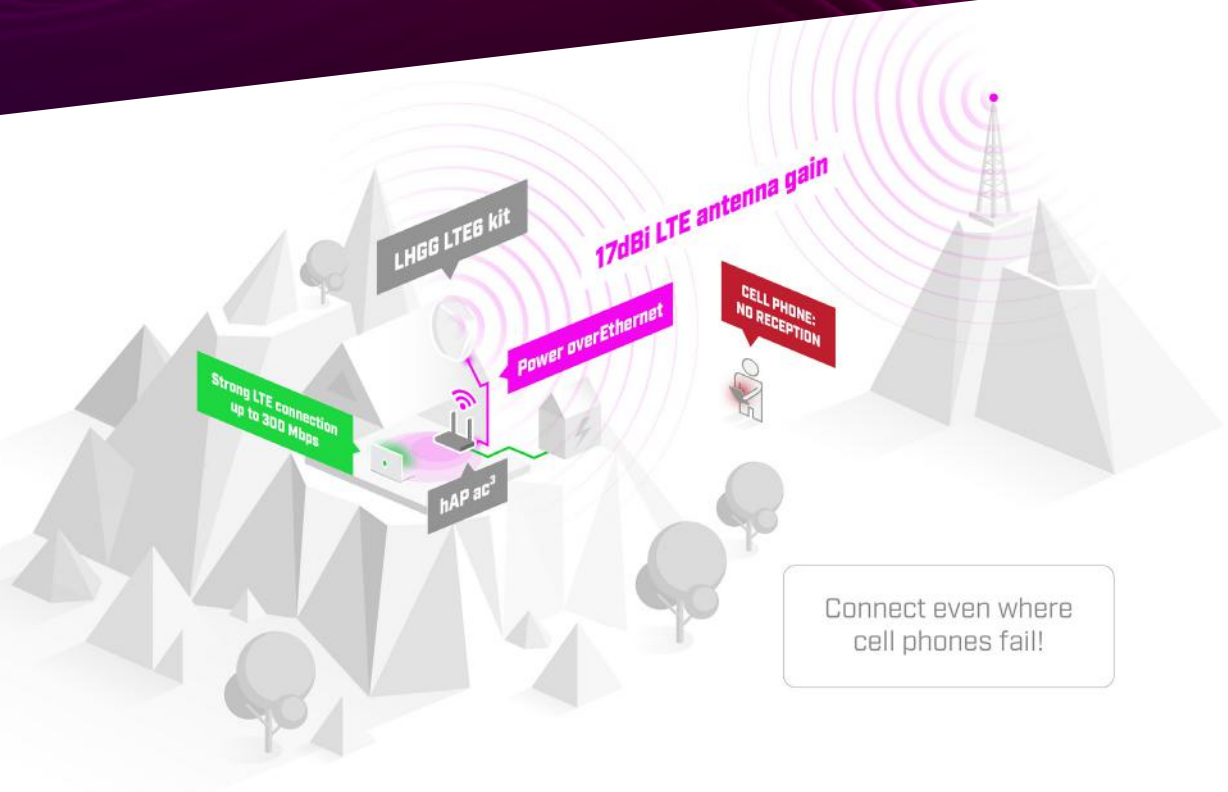 LHGG LTE6 kit
17dBi LTE antenna gain
Power overEthernet
CELL PHONE:
NO RECEPTION
Strong LTE connection
up to 300 Mbps
hAP ac³
Connect even where
cell phones fail!